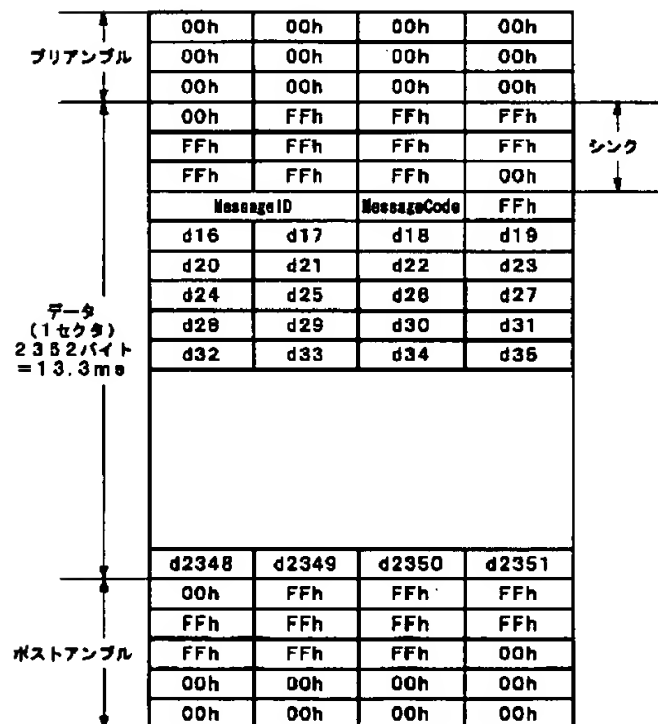 00h 00h 00h 00h
プリアンブル 00h 00h 00h 00h
00h 00h 00h 00h
00h FFh FFh FFh
FFh FFh FFh FFh シンク
FFh FFh FFh 00h
MessageID MessageCode FFh
d16 d17 d18 d19
d20 d21 d22 d23
d24 d25 d26 d27
d28 d29 d30 d31
d32 d33 d34 d35
データ
(1セクタ)
2352バイト
=13.3ms
d2348 d2349 d2350 d2351
00h FFh FFh FFh
FFh FFh FFh FFh
ポストアンブル FFh FFh FFh 00h
00h 00h 00h 00h
00h 00h 00h 00h